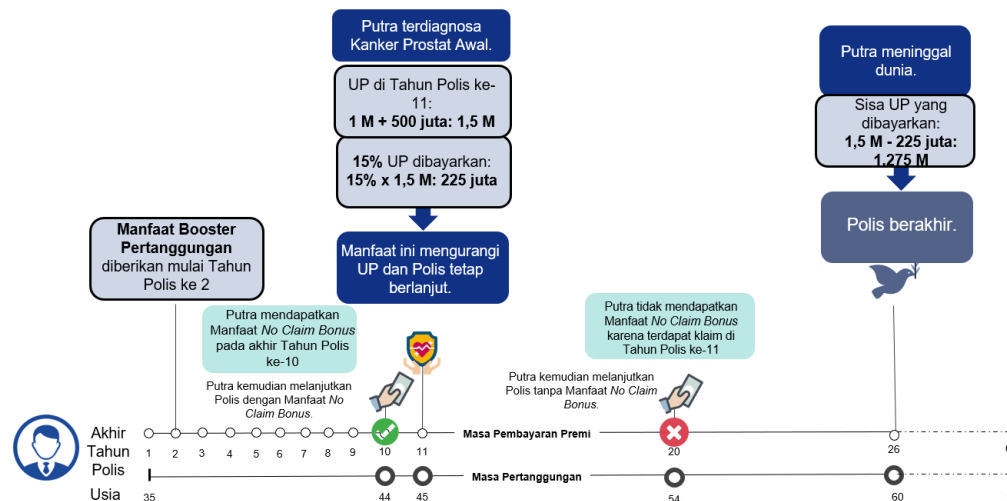 Putra terdiagnosa
Kanker Prostat Awal.
UP di Tahun Polis ke-
11:
1 M + 500 juta: 1,5 M
15% UP dibayarkan:
15% x 1,5 M: 225 juta
Manfaat ini mengurangi
UP dan Polis tetap
berlanjut.
Putra meninggal
dunia.
Sisa UP yang
dibayarkan:
1,5 M - 225 juta:
1.275 M
Polis berakhir.
Manfaat Booster
Pertanggungan
diberikan mulai Tahun
Polis ke 2
Putra mendapatkan
Manfaat No Claim Bonus
pada akhir Tahun Polis
ke-10
Putra kemudian melanjutkan
Polis dengan Manfaat No
Claim Bonus.
Putra tidak mendapatkan
Manfaat No Claim Bonus
karena terdapat klaim di
Tahun Polis ke-11
Putra kemudian melanjutkan
Polis tanpa Manfaat No Claim
Bonus.
Akhir
Tahun
Polis
Masa Pembayaran Premi
1 2 3 4 5 6 7 8 9 10 11 20 26
Masa Pertanggungan
Usia
35 44 45 54 60